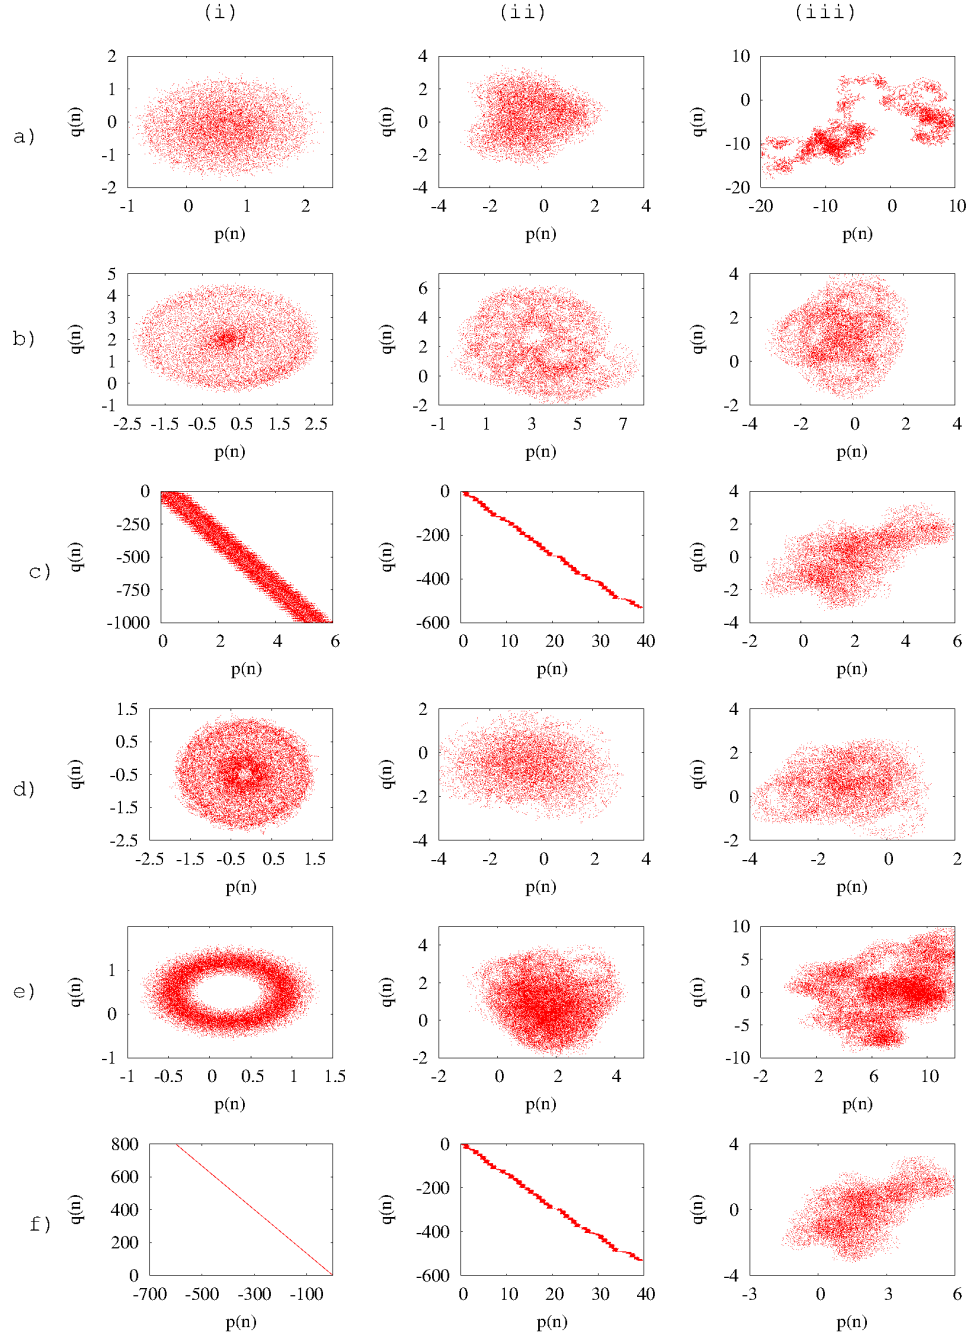 (i) (ii) (iii)
a)
q(n)
2
1
0
-1
-2
-1 0 1 2
p(n)
q(n)
4
2
0
-2
-4
-4 -2 0 2 4
p(n)
q(n)
10
0
-10
-20
-20 -10 0 10
p(n)
b)
q(n)
5
4
3
2
1
0
-1
-2.5 -1.5 -.5 .5 1.5 2.5
p(n)
q(n)
6
4
2
0
-2
-1 1 3 5 7
p(n)
q(n)
4
2
0
-2
-4 -2 0 2 4
p(n)
c)
q(n)
0
-250
-500
-750
-1000
0 2 4 6
p(n)
q(n)
0
-200
-400
-600
0 10 20 30 40
p(n)
q(n)
4
2
0
-2
-4
-2 0 2 4 6
p(n)
d)
q(n)
1.5
0.5
-0.5
-1.5
-2.5
-2.5 -1.5 -0.5 0.5 1.5
p(n)
q(n)
2
0
-2
-4
-4 -2 0 2 4
p(n)
q(n)
4
2
0
-2
-4 -2 0 2
p(n)
e)
q(n)
1
0
-1
-1 -0.5 0 0.5 1 1.5
p(n)
q(n)
4
2
0
-2
-2 0 2 4
p(n)
q(n)
10
5
0
-5
-10
-2 2 6 10
p(n)
f)
q(n)
800
600
400
200
0
-700 -500 -300 -100
p(n)
q(n)
0
-200
-400
-600
0 10 20 30 40
p(n)
q(n)
4
0
-4
-3 0 3 6
p(n)